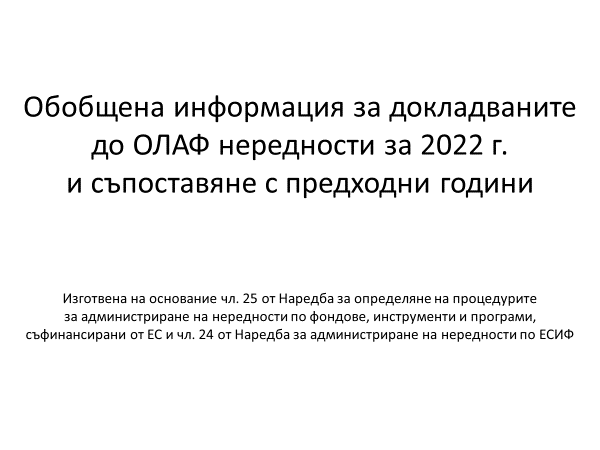 Обобщена информация за докладваните
до ОЛАФ нередности за 2022 г.
и съпоставяне с предходни години
Изготвена на основание чл. 25 от Наредба за определяне на процедурите
за администриране на нередности по фондове, инструменти и програми,
съфинансирани от ЕС и чл. 24 от Наредба за администриране на нередности по ЕСИФ